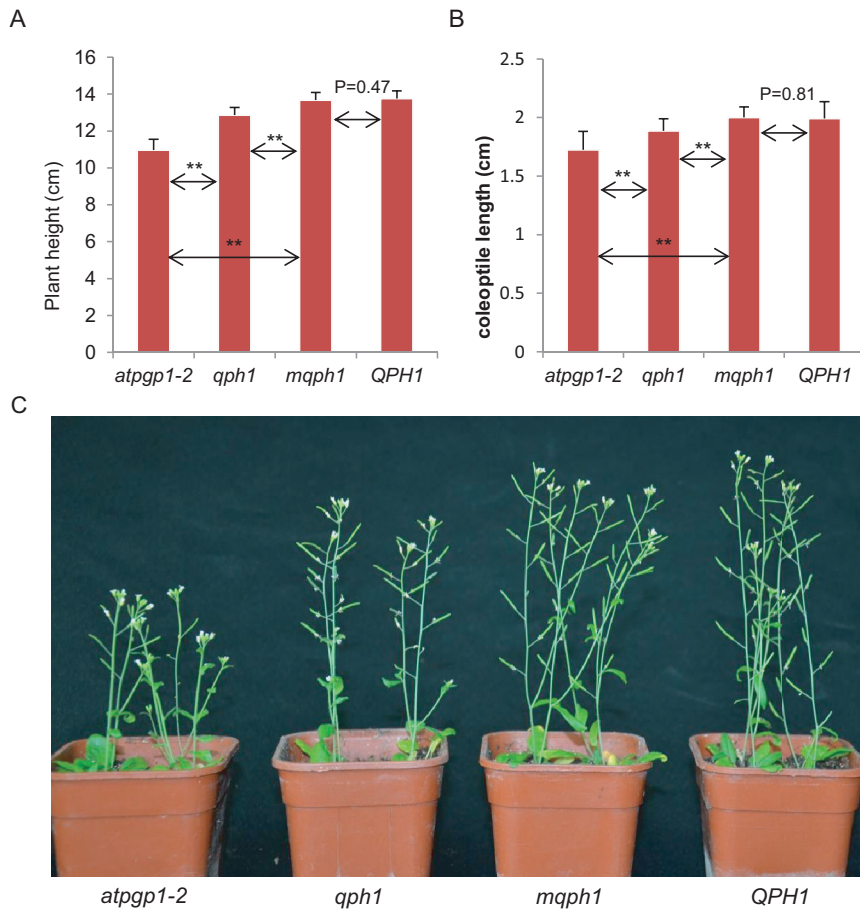 A
Plant height (cm)
16
14
12
10
8
6
4
2
0
**
**
**
P=0.47
atpgp1-2 qph1 mqph1 QPH1
B
coleoptile length (cm)
2.5
2
1.5
1
0.5
0
**
**
**
P=0.81
atpgp1-2 qph1 mqph1 QPH1
C
atpgp1-2 qph1 mqph1 QPH1